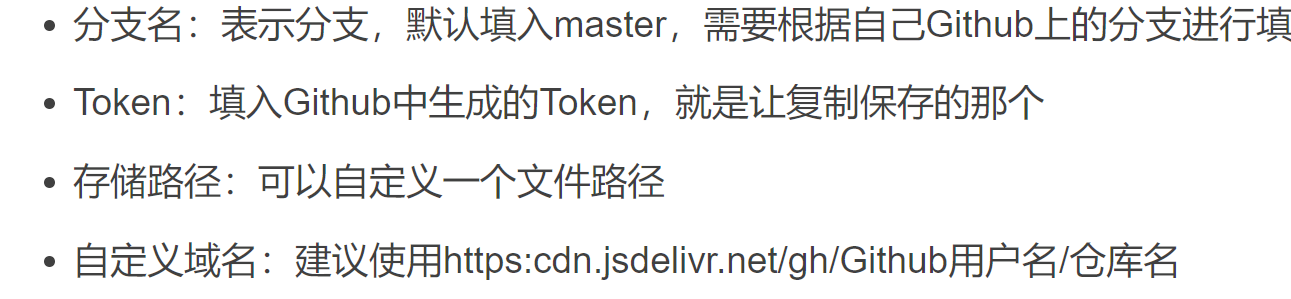 • 分支名：表示分支，默认填入master，需要根据自己Github上的分支进行填
• Token：填入Github中生成的Token，就是让复制保存的那个
• 存储路径：可以自定义一个文件路径
• 自定义域名：建议使用https:cdn.jsdelivr.net/gh/Github用户名/仓库名